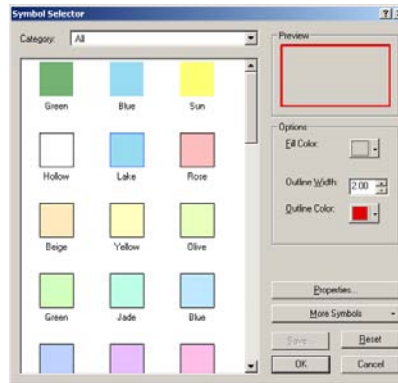 Symbol Selector
Category: All
Green Blue Sun
Hollow Lake Rose
Beige Yellow Olive
Green Jade Blue
Preview
Options
Fill Color:
Outline Width: 2.00
Outline Color:
Properties...
More Symbols
Save... Reset
OK Cancel